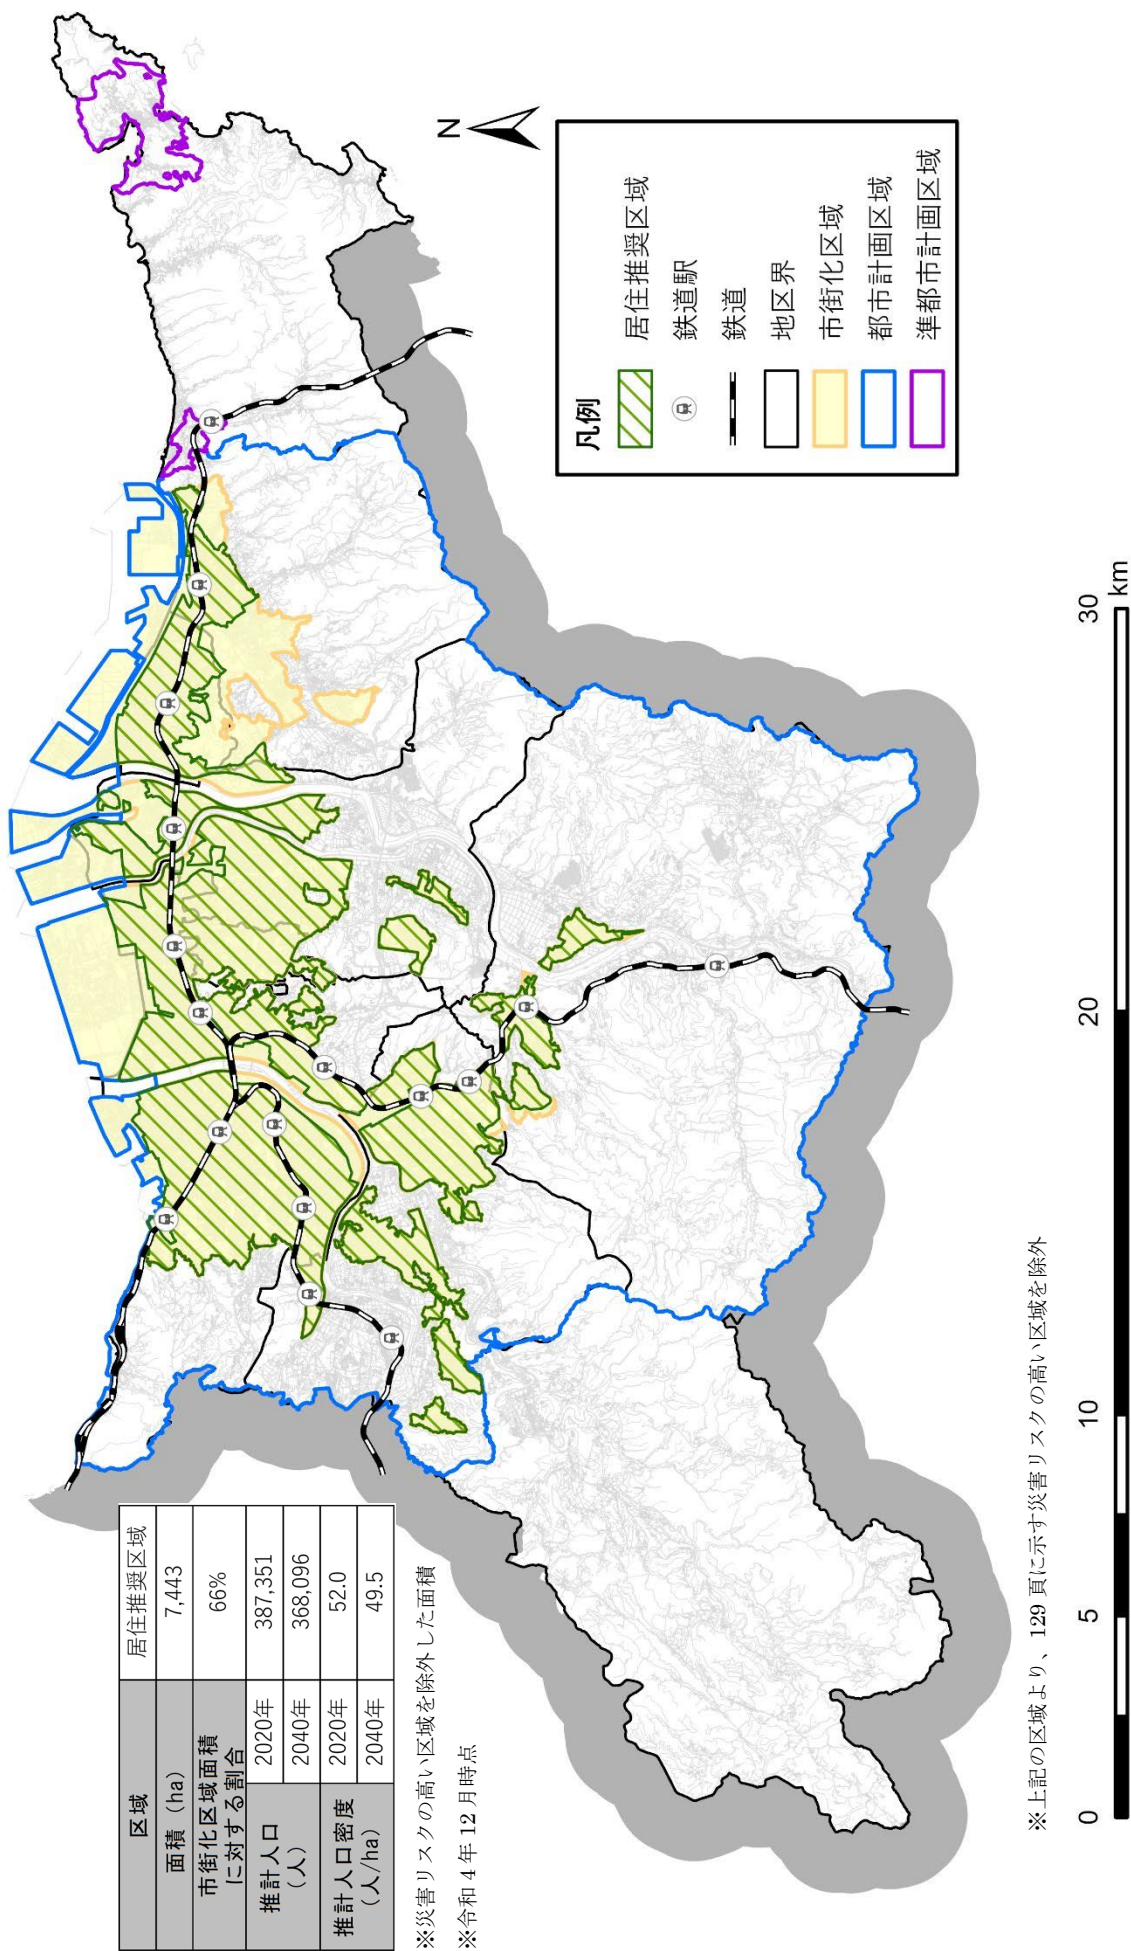 区域 居住推奨区域
面積（ha） 7,443
市街化区域面積
に対する割合 66%
推計人口
（人） 2020年 387,351
2040年 368,096
推計人口密度
（人/ha） 2020年 52.0
2040年 49.5
※災害リスクの高い区域を除外した面積
※令和4年12月時点
N
凡例
居住推奨区域
鉄道駅
鉄道
地区界
市街化区域
都市計画区域
準都市計画区域
0 5 10 20 30
km
※上記の区域より、129頁に示す災害リスクの高い区域を除外